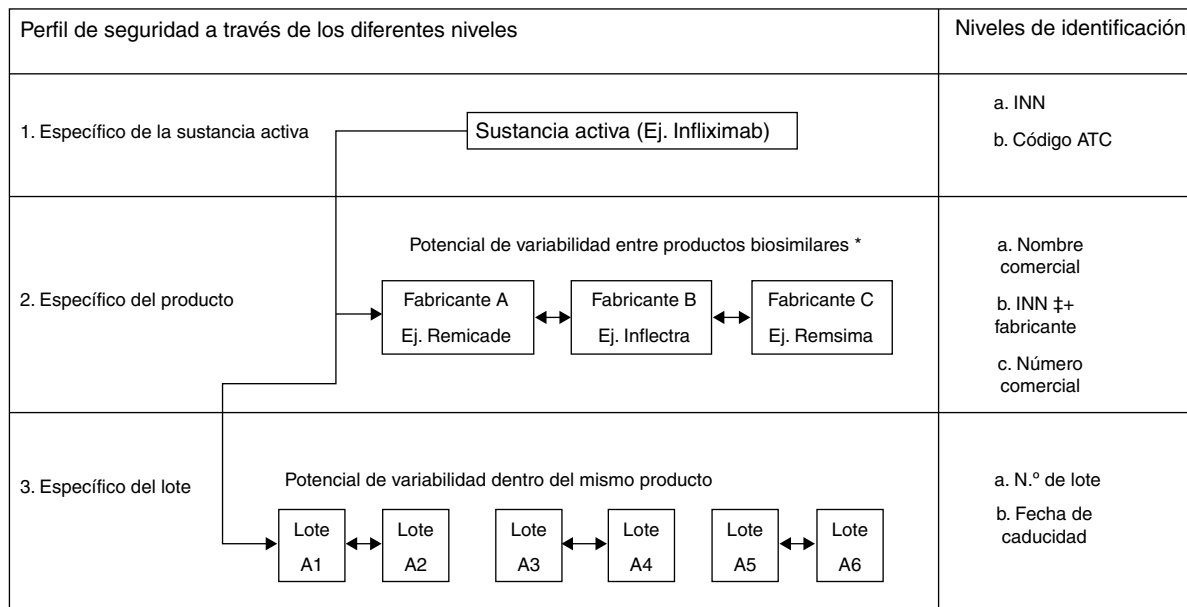 Perfil de seguridad a través de los diferentes niveles
Niveles de identificación
1. Específico de la sustancia activa
Sustancia activa (Ej. Infliximab)
a. INN
b. Código ATC
2. Específico del producto
Potencial de variabilidad entre productos biosimilares *
Fabricante A
Ej. Remicade
Fabricante B
Ej. Inflectra
Fabricante C
Ej. Remsima
a. Nombre
comercial
b. INN ‡+
fabricante
c. Número
comercial
3. Específico del lote
Potencial de variabilidad dentro del mismo producto
Lote
A1
Lote
A2
Lote
A3
Lote
A4
Lote
A5
Lote
A6
a. N.º de lote
b. Fecha de
caducidad